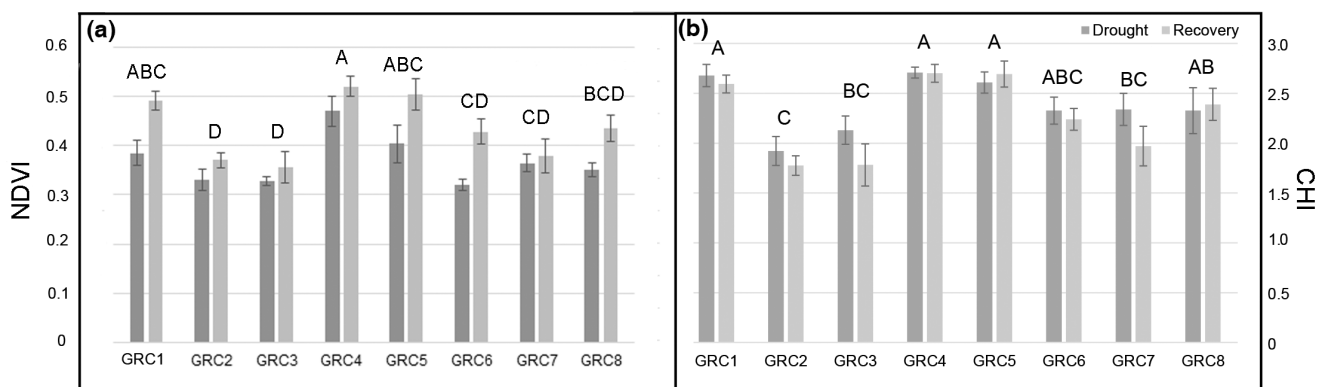 (a)
NDVI
0.6
0.5
0.4
0.3
0.2
0.1
0
ABC
D
D
A
ABC
CD
CD
BCD
GRC1
GRC2
GRC3
GRC4
GRC5
GRC6
GRC7
GRC8
(b)
Drought Recovery
A
C
BC
A
A
ABC
BC
AB
GRC1
GRC2
GRC3
GRC4
GRC5
GRC6
GRC7
GRC8
3.0
2.5
2.0
1.5
1.0
0.5
0
CHI